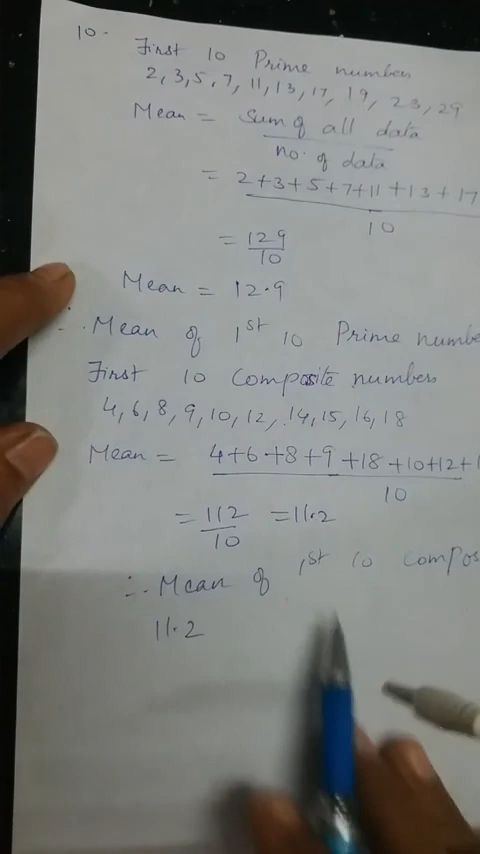 10.
First 10 Prime numbers
2, 3, 5, 7, 11, 13, 17, 19, 23, 29
Mean = Sum of all data
no. of data
= 2+3+5+7+11+13+17
10
= 129
10
Mean = 12.9
∴ Mean of 1st 10 Prime numbe
First 10 Composite numbers
4, 6, 8, 9, 10, 12, 14, 15, 16, 18
Mean = 4+6+8+9+18+10+12+1
10
= 112 = 11.2
10
∴ Mean of 1st 10 compos
11.2